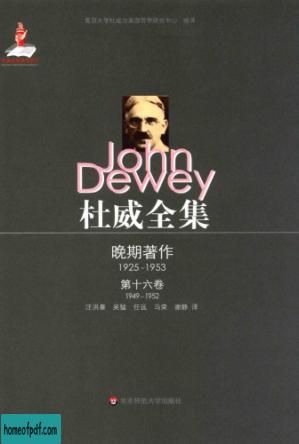 复旦大学杜威与美国哲学研究中心 组译
John
Dewey
杜威全集
晚期著作
1925-1953
第十六卷
1949-1952
汪洪章 吴猛 任远 马荣 谢静 译
华东师范大学出版社
homeofpdf.com